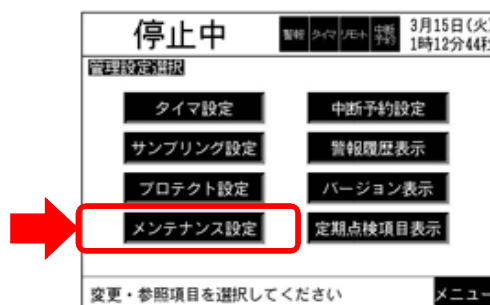 停止中 警報 タイマ リモート 中断予約 3月15日(火)
1時12分44秒
管理設定選択
タイマ設定 中断予約設定
サンプリング設定 警報履歴表示
プロテクト設定 バージョン表示
メンテナンス設定 定期点検項目表示
変更・参照項目を選択してください メニュー